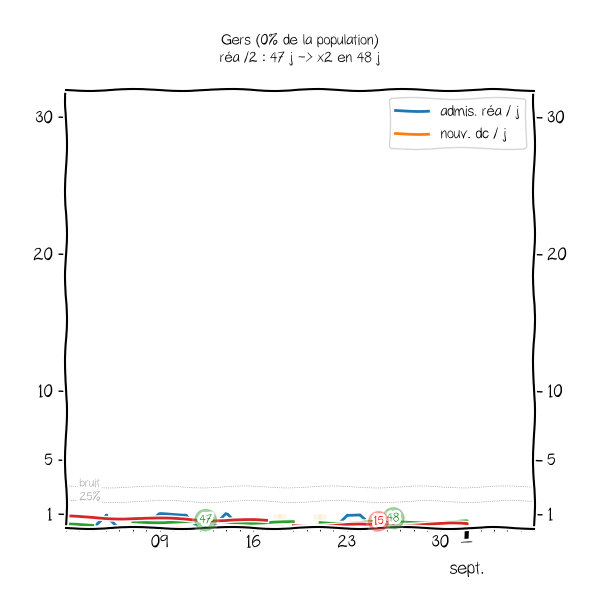 Gers (0% de la population)
réa /2 : 47 j -> x2 en 48 j
admis. réa / j
nouv. dc / j
30 30
20 20
10 10
5 5
bruit
25%
1 1
47 15 48
09 16 23 30 1
sept.